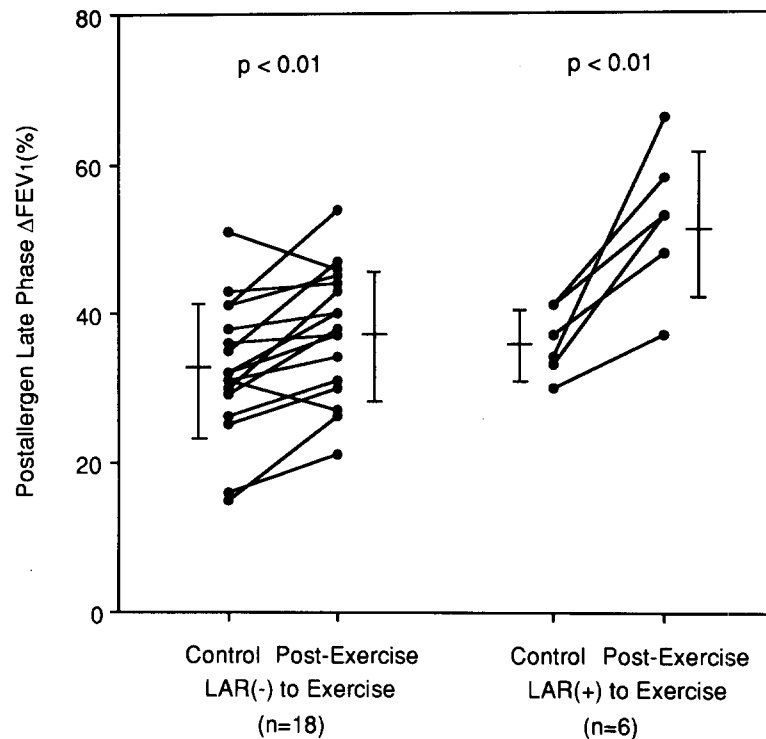 80
60
40
20
0
Postallergen Late Phase ΔFEV1(%)
p < 0.01
p < 0.01
Control Post-Exercise
LAR(-) to Exercise
(n=18)
Control Post-Exercise
LAR(+) to Exercise
(n=6)